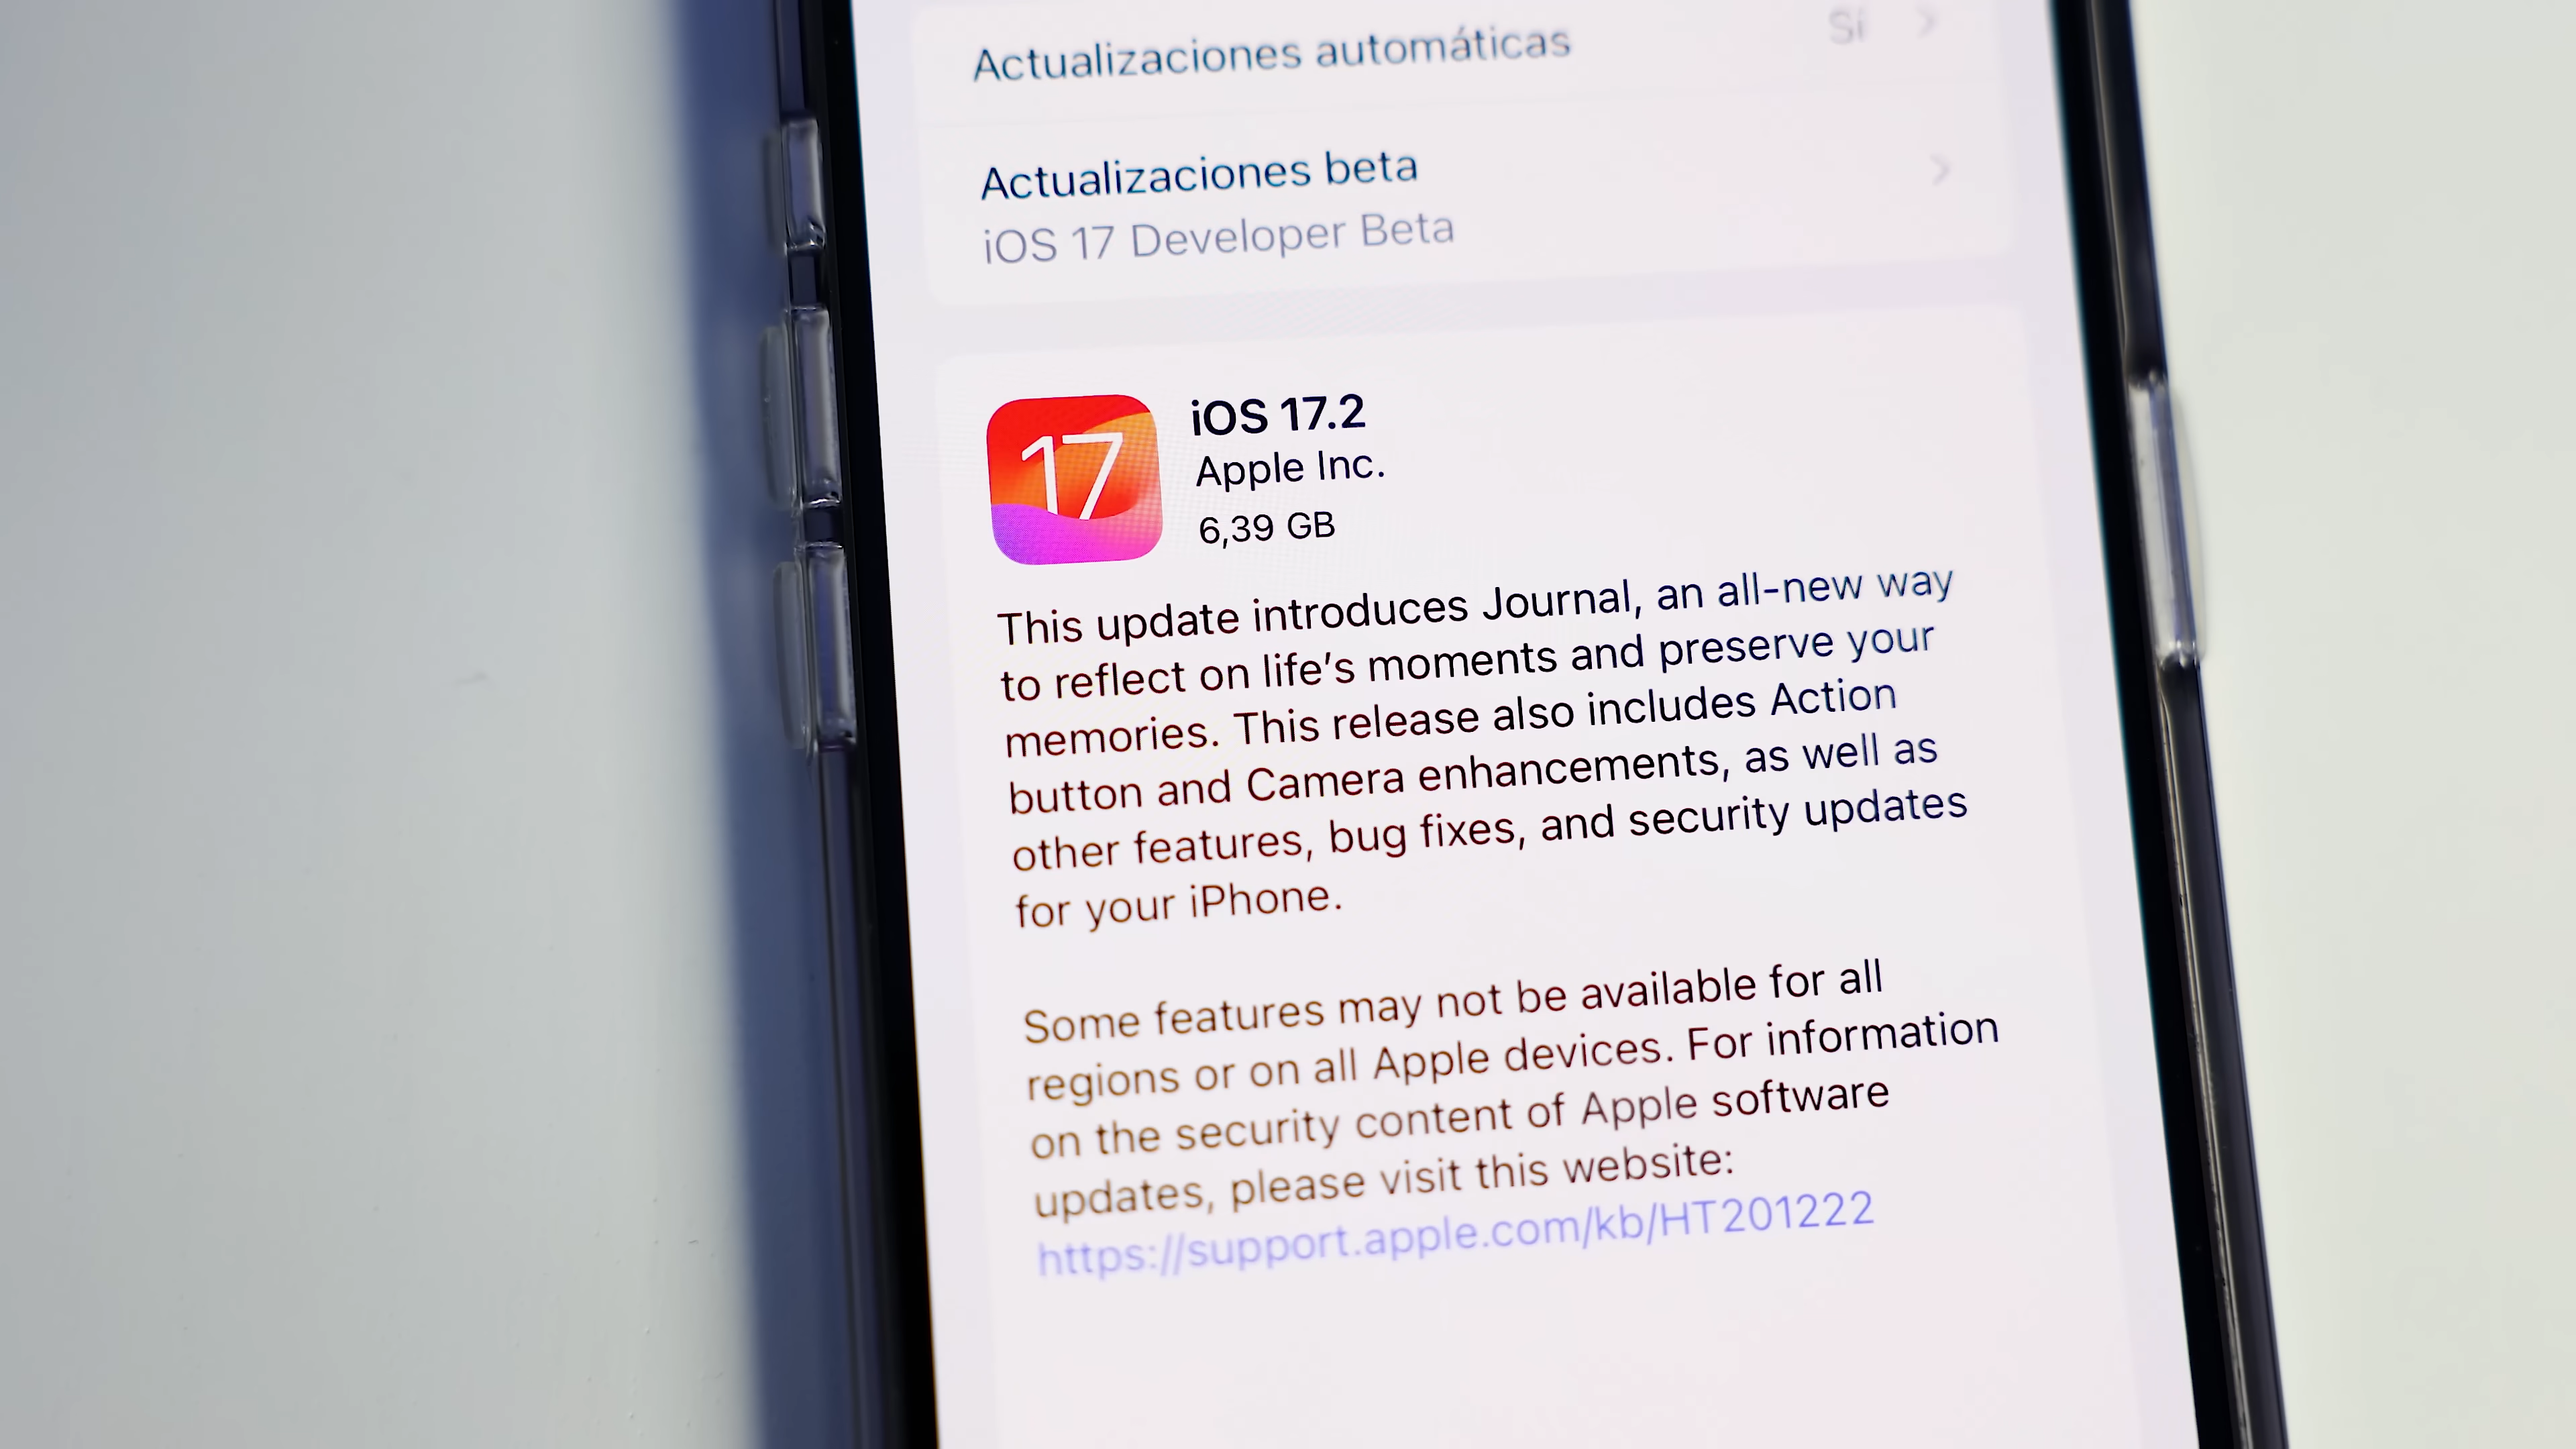 Actualizaciones automáticas Sí
Actualizaciones beta
iOS 17 Developer Beta
17
iOS 17.2
Apple Inc.
6,39 GB
This update introduces Journal, an all-new way
to reflect on life’s moments and preserve your
memories. This release also includes Action
button and Camera enhancements, as well as
other features, bug fixes, and security updates
for your iPhone.
Some features may not be available for all
regions or on all Apple devices. For information
on the security content of Apple software
updates, please visit this website:
https://support.apple.com/kb/HT201222